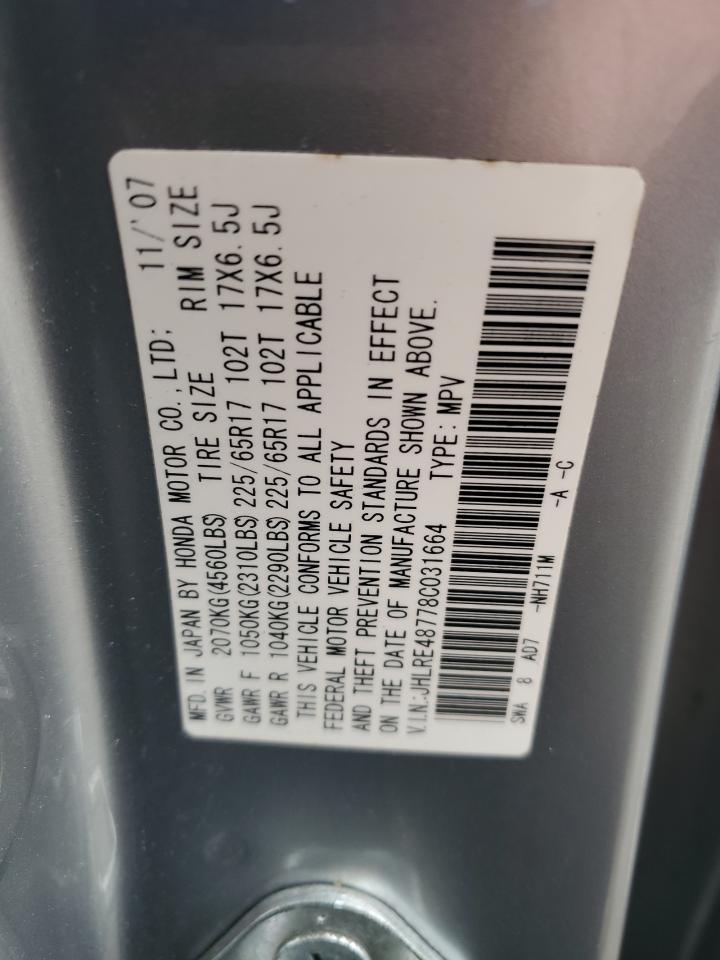 MFD. IN JAPAN BY HONDA MOTOR CO., LTD; 11/'07
GVWR 2070KG(4560LBS) TIRE SIZE RIM SIZE
GAWR F 1050KG(2310LBS) 225/65R17 102T 17X6.5J
GAWR R 1040KG(2290LBS) 225/65R17 102T 17X6.5J
THIS VEHICLE CONFORMS TO ALL APPLICABLE
FEDERAL MOTOR VEHICLE SAFETY
AND THEFT PREVENTION STANDARDS IN EFFECT
ON THE DATE OF MANUFACTURE SHOWN ABOVE.
V.I.N.:JHLRE48778C031664 TYPE: MPV
SWA 8 AD7 -NH711M -A -C